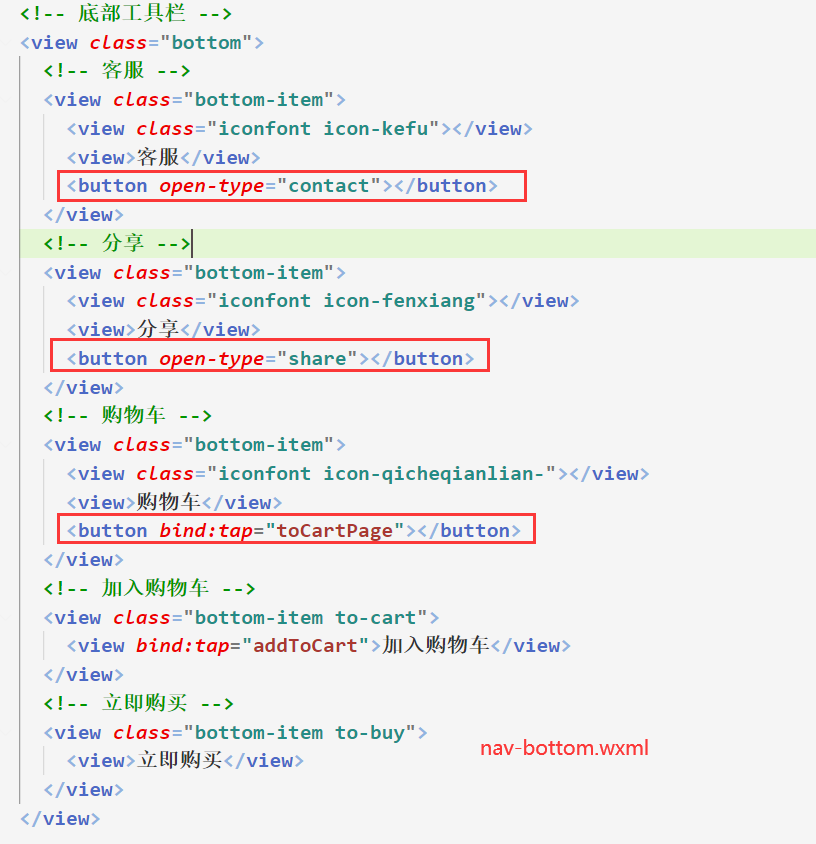 <!-- 底部工具栏 -->
<view class="bottom">
<!-- 客服 -->
<view class="bottom-item">
<view class="iconfont icon-kefu"></view>
<view>客服</view>
<button open-type="contact"></button>
</view>
<!-- 分享 -->
<view class="bottom-item">
<view class="iconfont icon-fenxiang"></view>
<view>分享</view>
<button open-type="share"></button>
</view>
<!-- 购物车 -->
<view class="bottom-item">
<view class="iconfont icon-qicheqianlian-"></view>
<view>购物车</view>
<button bind:tap="toCartPage"></button>
</view>
<!-- 加入购物车 -->
<view class="bottom-item to-cart">
<view bind:tap="addToCart">加入购物车</view>
</view>
<!-- 立即购买 -->
<view class="bottom-item to-buy">
<view>立即购买</view>
nav-bottom.wxml
</view>
</view>